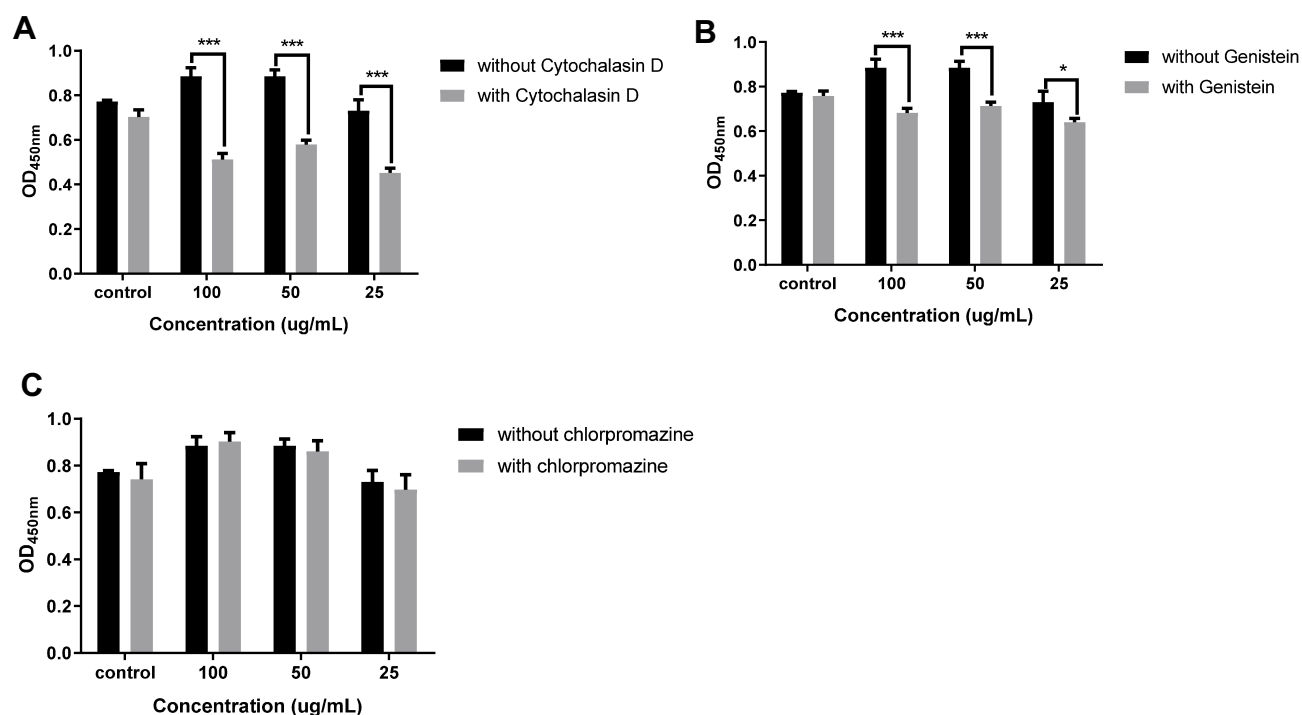 A
1.0
0.8
0.6
0.4
0.2
0.0
OD450nm
***
***
***
control 100 50 25
Concentration (ug/mL)
without Cytochalasin D
with Cytochalasin D
B
1.0
0.8
0.6
0.4
0.2
0.0
OD450nm
***
***
*
control 100 50 25
Concentration (ug/mL)
without Genistein
with Genistein
C
1.0
0.8
0.6
0.4
0.2
0.0
OD450nm
control 100 50 25
Concentration (ug/mL)
without chlorpromazine
with chlorpromazine